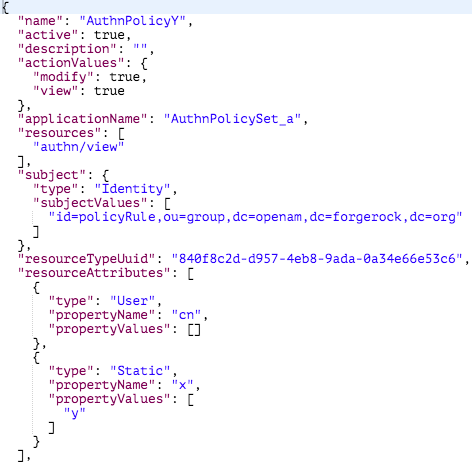 {
  "name": "AuthnPolicyY",
  "active": true,
  "description": "",
  "actionValues": {
    "modify": true,
    "view": true
  },
  "applicationName": "AuthnPolicySet_a",
  "resources": [
    "authn/view"
  ],
  "subject": {
    "type": "Identity",
    "subjectValues": [
      "id=policyRule,ou=group,dc=openam,dc=forgerock,dc=org"
    ]
  },
  "resourceTypeUuid": "840f8c2d-d957-4eb8-9ada-0a34e66e53c6",
  "resourceAttributes": [
    {
      "type": "User",
      "propertyName": "cn",
      "propertyValues": []
    },
    {
      "type": "Static",
      "propertyName": "x",
      "propertyValues": [
        "y"
      ]
    }
  ],